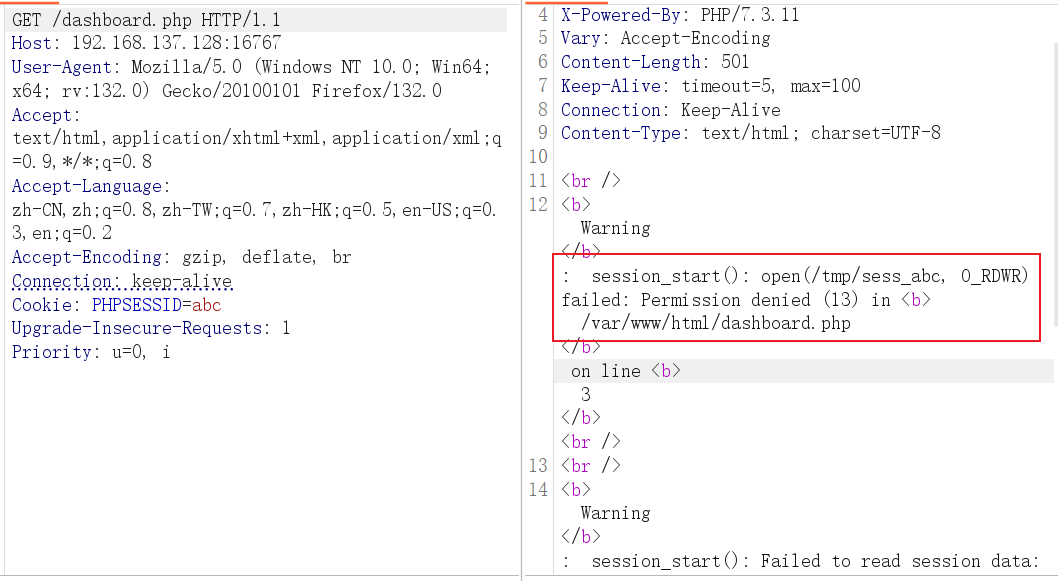 GET /dashboard.php HTTP/1.1
Host: 192.168.137.128:16767
User-Agent: Mozilla/5.0 (Windows NT 10.0; Win64;
x64; rv:132.0) Gecko/20100101 Firefox/132.0
Accept:
text/html,application/xhtml+xml,application/xml;q
=0.9,*/*;q=0.8
Accept-Language:
zh-CN,zh;q=0.8,zh-TW;q=0.7,zh-HK;q=0.5,en-US;q=0.
3,en;q=0.2
Accept-Encoding: gzip, deflate, br
Connection: keep-alive
Cookie: PHPSESSID=abc
Upgrade-Insecure-Requests: 1
Priority: u=0, i
4 X-Powered-By: PHP/7.3.11
5 Vary: Accept-Encoding
6 Content-Length: 501
7 Keep-Alive: timeout=5, max=100
8 Connection: Keep-Alive
9 Content-Type: text/html; charset=UTF-8
10
11 <br />
12 <b>
Warning
</b>
: session_start(): open(/tmp/sess_abc, O_RDWR)
failed: Permission denied (13) in <b>
/var/www/html/dashboard.php
</b>
on line <b>
3
</b>
<br />
13 <br />
14 <b>
Warning
</b>
: session_start(): Failed to read session data: